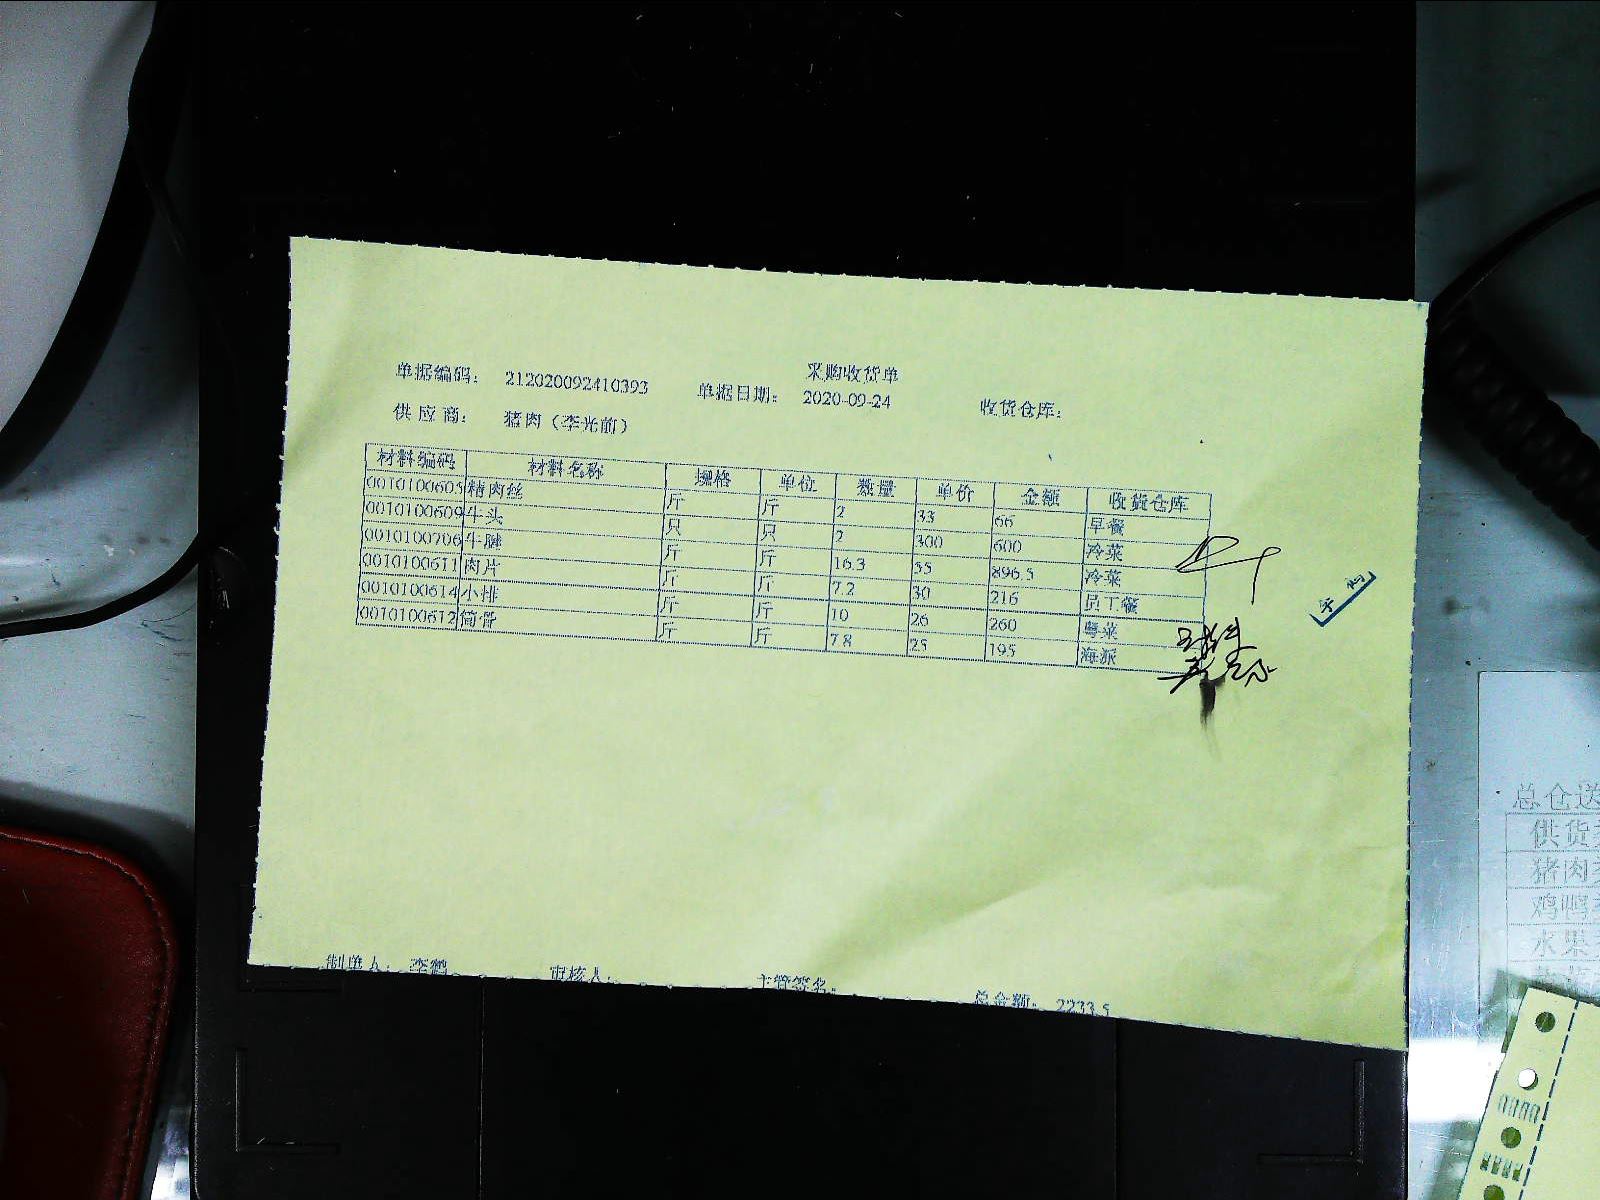 采购收货单
单据编码： 212020092410393 单据日期： 2020-09-24 收货仓库：
供应商： 猪肉（李光前）
材料编码 材料名称 规格 单位 数量 单价 金额 收货仓库
0010100605 精肉丝 斤 斤 2 33 66 早餐
0010100609 牛头 只 只 2 300 600 冷菜
0010100706 牛腱 斤 斤 16.3 55 896.5 冷菜
0010100611 肉片 斤 斤 7.2 30 216 员工餐
0010100614 小排 斤 斤 10 26 260 粤菜
0010100612 筒骨 斤 斤 7.8 25 195 海派
制单人： 李鹤 审核人： 主管签名： 总金额： 2233.5
总仓送
供货
猪肉
鸡鸭
水果